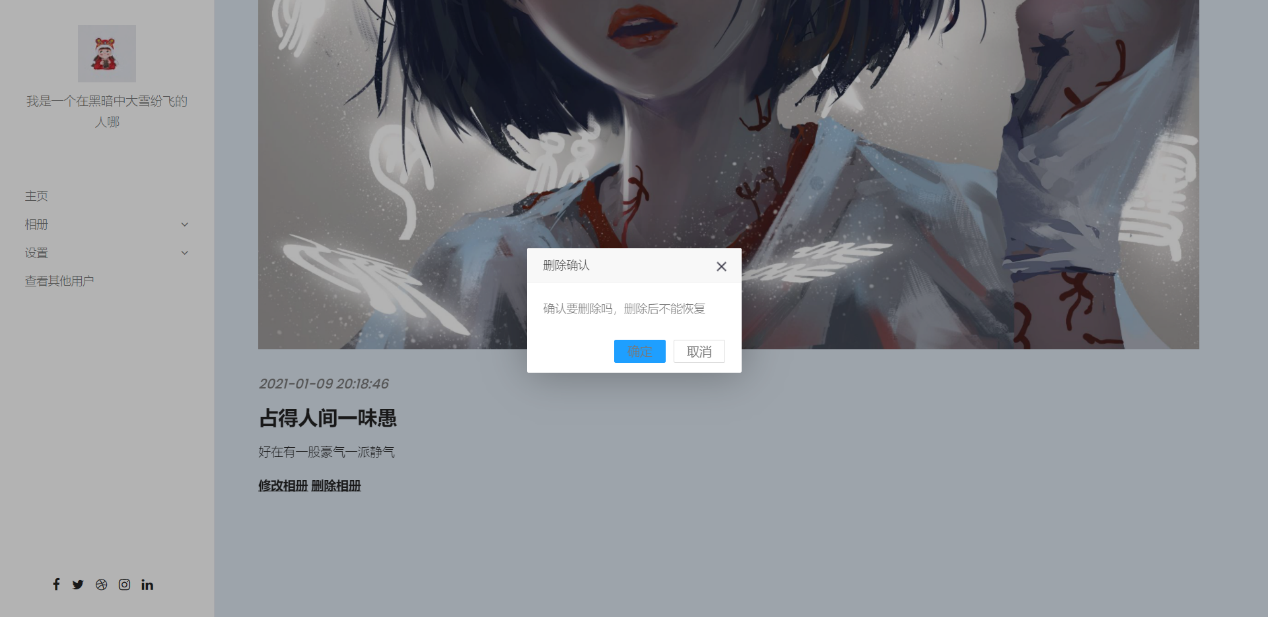 我是一个在黑暗中大雪纷飞的
人哪
主页
相册
设置
查看其他用户
删除确认
确认要删除吗，删除后不能恢复
确定
取消
2021-01-09 20:18:46
占得人间一味愚
好在有一股豪气一派静气
修改相册 删除相册